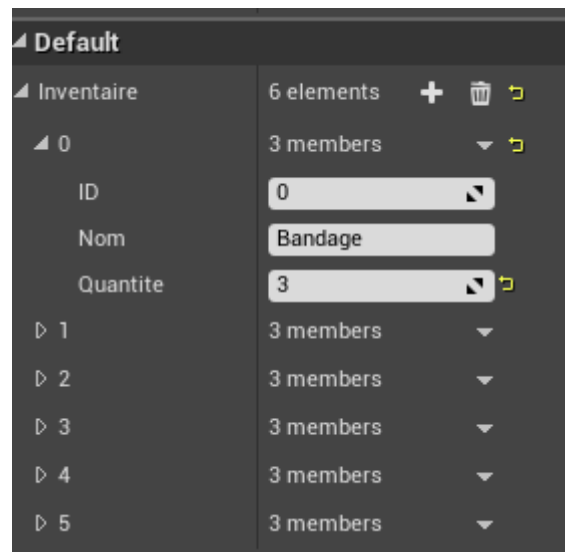 Default
Inventaire 6 elements
0 3 members
ID 0
Nom Bandage
Quantite 3
1 3 members
2 3 members
3 3 members
4 3 members
5 3 members